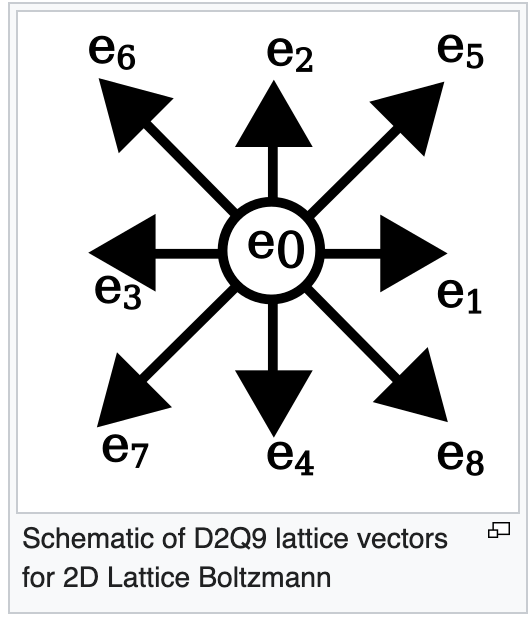 e6 e2 e5
e3 e0 e1
e7 e4 e8
Schematic of D2Q9 lattice vectors
for 2D Lattice Boltzmann